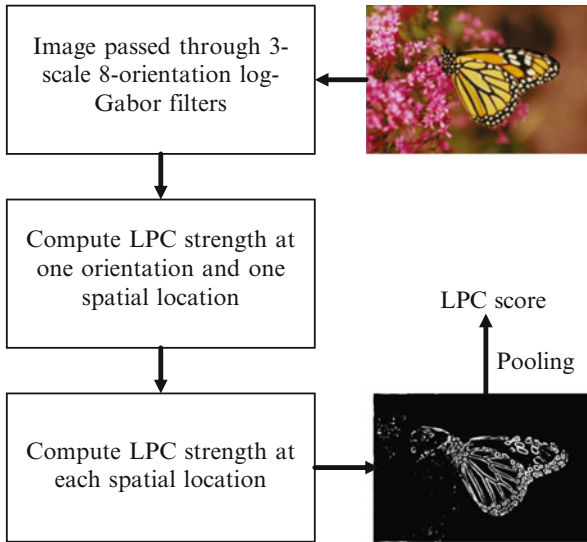 Image passed through 3-
scale 8-orientation log-
Gabor filters
Compute LPC strength at
one orientation and one
spatial location
LPC score
Pooling
Compute LPC strength at
each spatial location